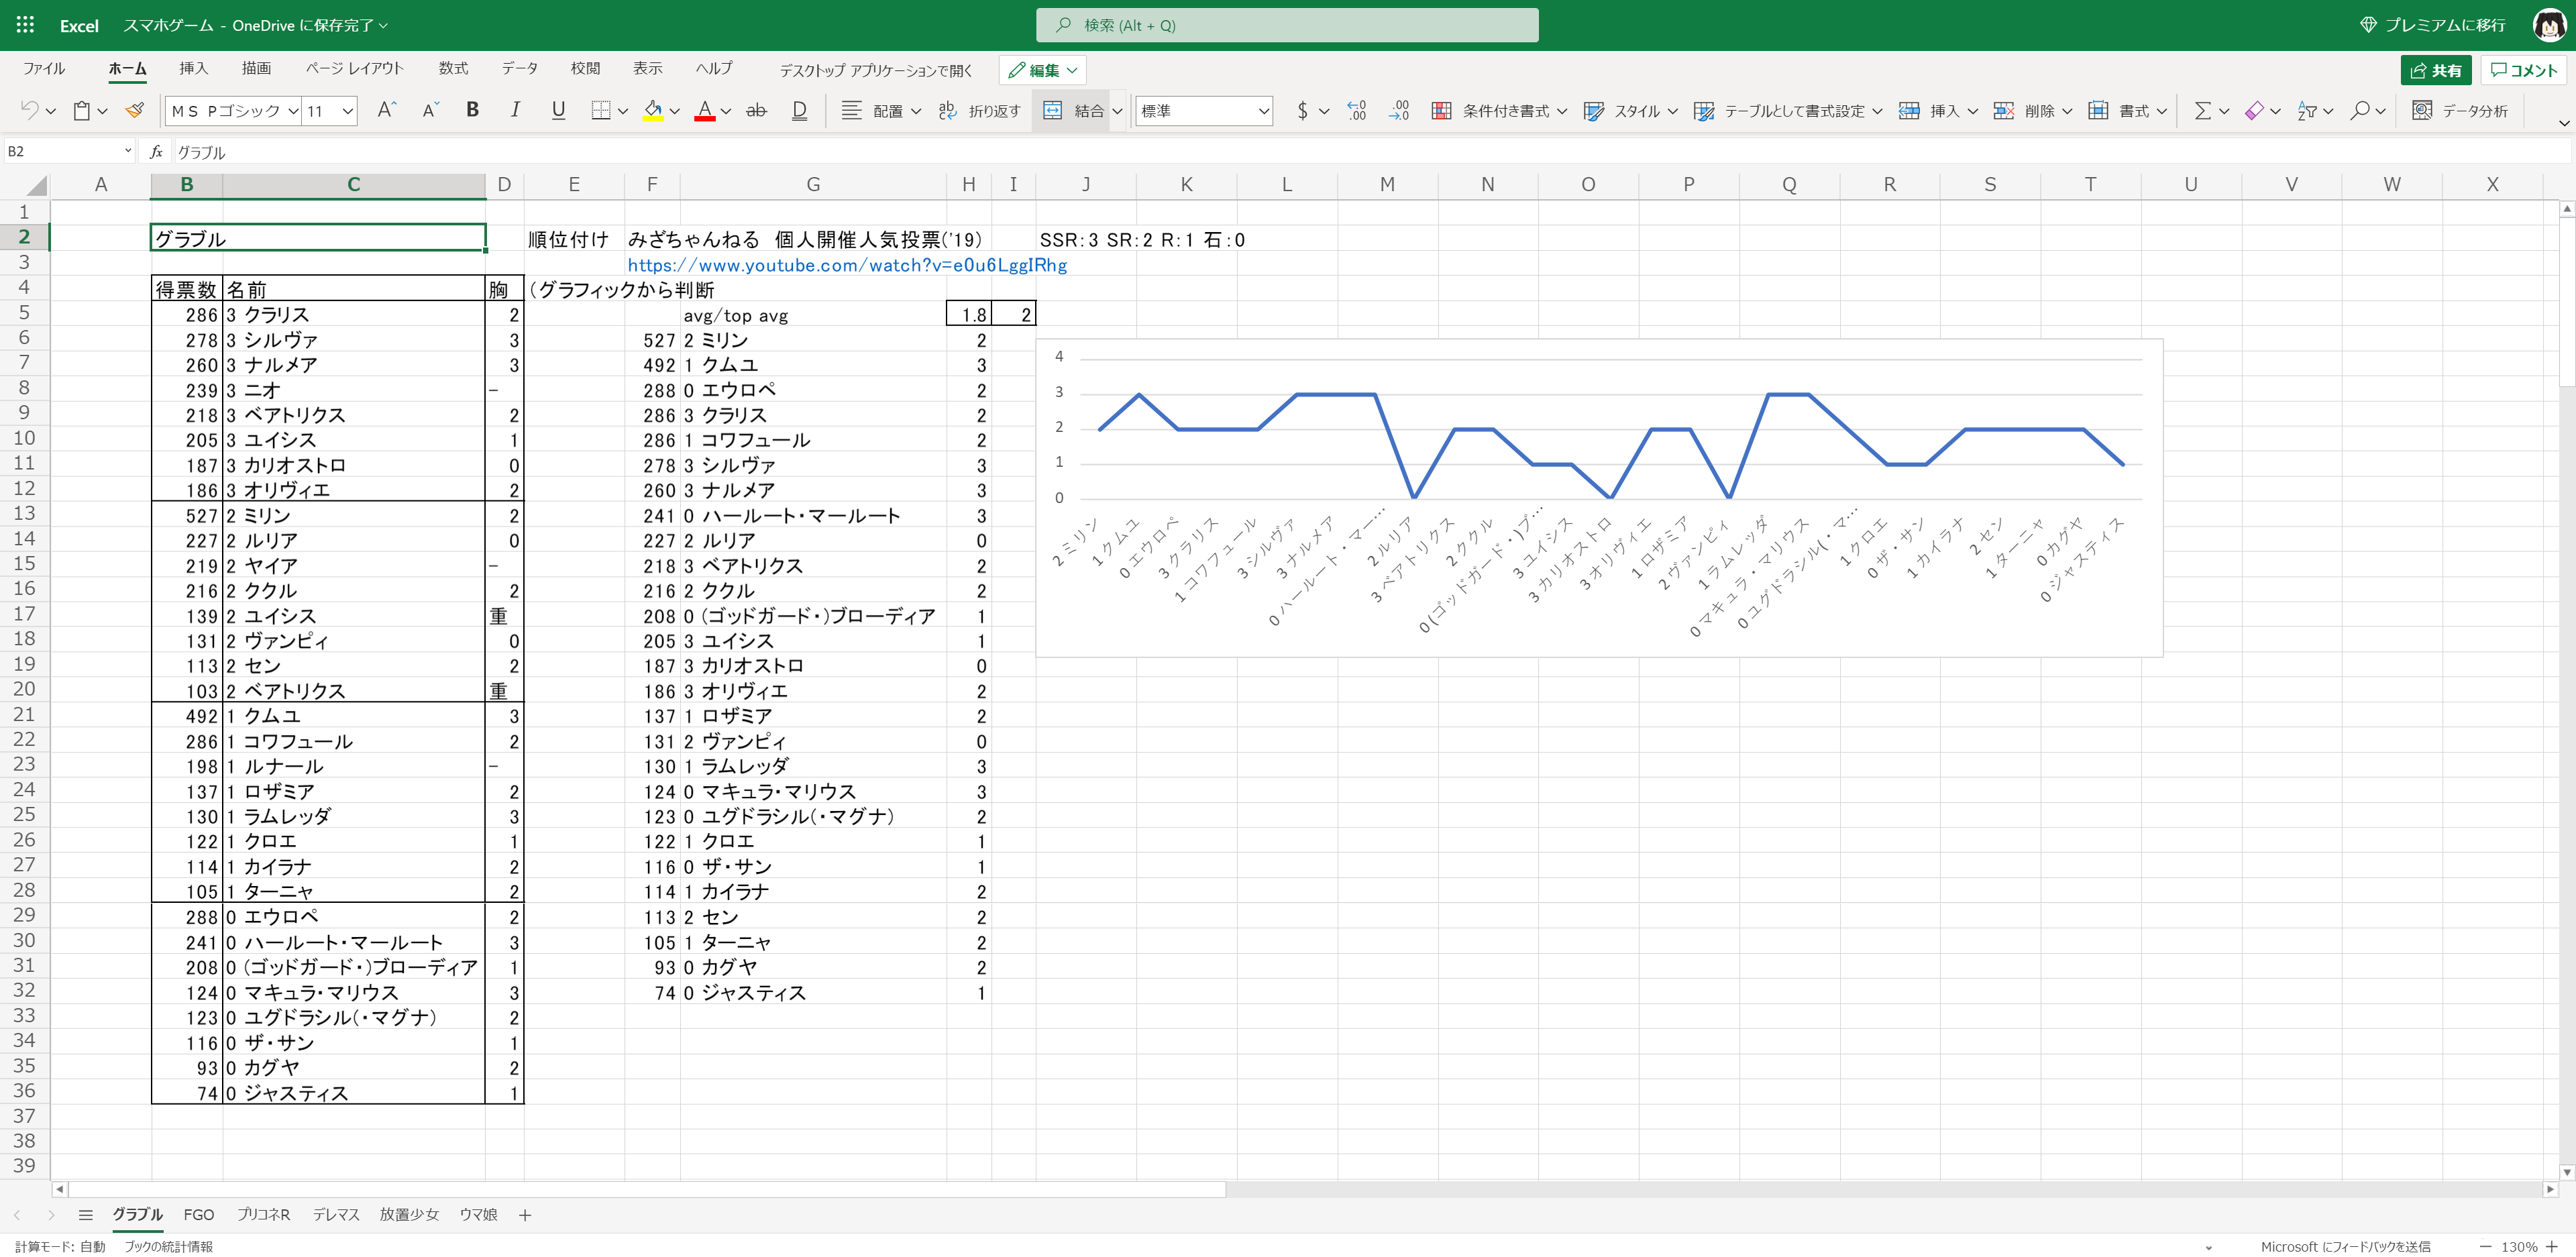 Excel スマホゲーム - OneDrive に保存完了
検索 (Alt + Q)
プレミアムに移行
ファイル ホーム 挿入 描画 ページ レイアウト 数式 データ 校閲 表示 ヘルプ デスクトップ アプリケーションで開く 編集 共有 コメント
ＭＳ Ｐゴシック 11 A A B I U A ab D 配置 ab 折り返す 結合 標準 $ 条件付き書式 スタイル テーブルとして書式設定 挿入 削除 書式 データ分析
B2 fx グラブル
A B C D E F G H I J K L M N O P Q R S T U V W X
1
2 グラブル 順位付け みざちゃんねる 個人開催人気投票('19) SSR:3 SR:2 R:1 石:0
3 https://www.youtube.com/watch?v=e0u6LggIRhg
4 得票数 名前 胸 (グラフィックから判断
5 286 3 クラリス 2 avg/top avg 1.8 2
6 278 3 シルヴァ 3 527 2 ミリン 2
7 260 3 ナルメア 3 492 1 クムユ 3
8 239 3 ニオ - 288 0 エウロペ 2
9 218 3 ベアトリクス 2 286 3 クラリス 2
10 205 3 ユイシス 1 286 1 コワフュール 2
11 187 3 カリオストロ 0 278 3 シルヴァ 3
12 186 3 オリヴィエ 2 260 3 ナルメア 3
13 527 2 ミリン 2 241 0 ハールート・マールート 3
14 227 2 ルリア 0 227 2 ルリア 0
15 219 2 ヤイア - 218 3 ベアトリクス 2
16 216 2 ククル 2 216 2 ククル 2
17 139 2 ユイシス 重 208 0 (ゴッドガード・)ブローディア 1
18 131 2 ヴァンピィ 0 205 3 ユイシス 1
19 113 2 セン 2 187 3 カリオストロ 0
20 103 2 ベアトリクス 重 186 3 オリヴィエ 2
21 492 1 クムユ 3 137 1 ロザミア 2
22 286 1 コワフュール 2 131 2 ヴァンピィ 0
23 198 1 ルナール - 130 1 ラムレッダ 3
24 137 1 ロザミア 2 124 0 マキュラ・マリウス 3
25 130 1 ラムレッダ 3 123 0 ユグドラシル(・マグナ) 2
26 122 1 クロエ 1 122 1 クロエ 1
27 114 1 カイラナ 2 116 0 ザ・サン 1
28 105 1 ターニャ 2 114 1 カイラナ 2
29 288 0 エウロペ 2 113 2 セン 2
30 241 0 ハールート・マールート 3 105 1 ターニャ 2
31 208 0 (ゴッドガード・)ブローディア 1 93 0 カグヤ 2
32 124 0 マキュラ・マリウス 3 74 0 ジャスティス 1
33 123 0 ユグドラシル(・マグナ) 2
34 116 0 ザ・サン 1
35 93 0 カグヤ 2
36 74 0 ジャスティス 1
37
38
39
4
3
2
1
0
2 ミリン
1 クムユ
0 エウロペ
3 クラリス
1 コワフュール
3 シルヴァ
3 ナルメア
0 ハールート・マー…
2 ルリア
3 ベアトリクス
2 ククル
0 (ゴッドガード・)ブ…
3 ユイシス
3 カリオストロ
3 オリヴィエ
1 ロザミア
2 ヴァンピィ
1 ラムレッダ
0 マキュラ・マリウス
0 ユグドラシル(・マ…
1 クロエ
0 ザ・サン
1 カイラナ
2 セン
1 ターニャ
0 カグヤ
0 ジャスティス
グラブル FGO プリコネR デレマス 放置少女 ウマ娘
計算モード: 自動 ブックの統計情報
Microsoft にフィードバックを送信 130%